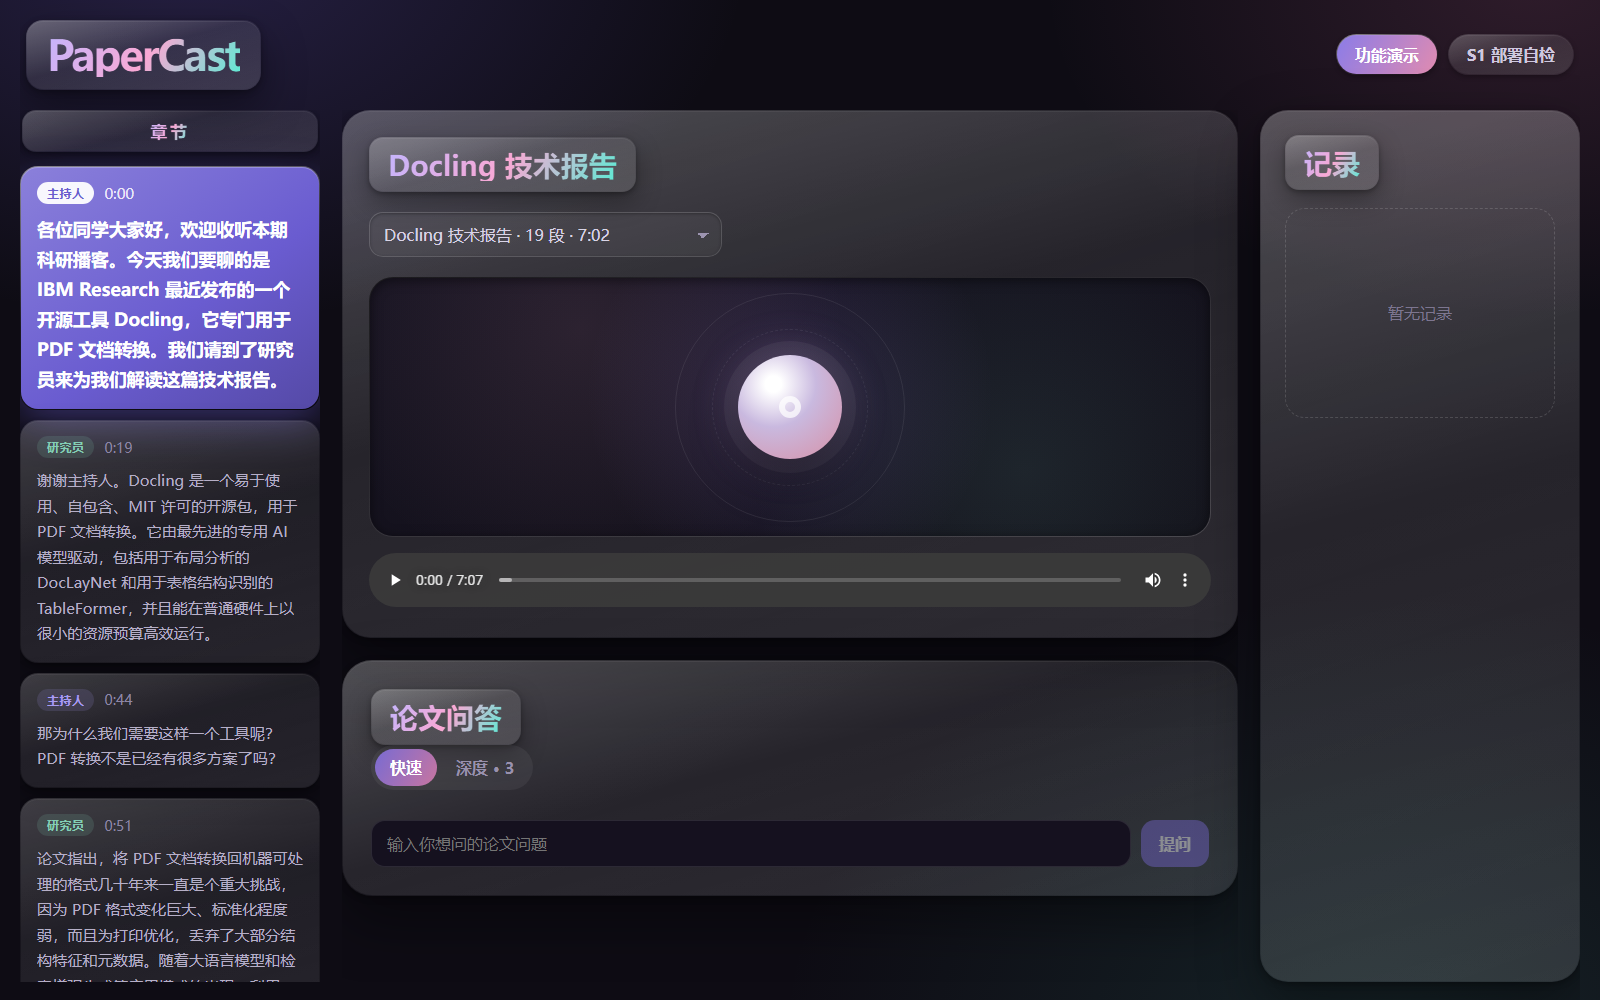 PaperCast
功能演示
S1 部署自检
章节
主持人 0:00
各位同学大家好，欢迎收听本期
科研播客。今天我们要聊的是
IBM Research 最近发布的一个
开源工具 Docling，它专门用于
PDF 文档转换。我们请到了研究
员来为我们解读这篇技术报告。
研究员 0:19
谢谢主持人。Docling 是一个易于使
用、自包含、MIT 许可的开源包，用于
PDF 文档转换。它由最先进的专用 AI
模型驱动，包括用于布局分析的
DocLayNet 和用于表格结构识别的
TableFormer，并且能在普通硬件上以
很小的资源预算高效运行。
主持人 0:44
那为什么我们需要这样一个工具呢？
PDF 转换不是已经有很多方案了吗？
研究员 0:51
论文指出，将 PDF 文档转换回机器可处
理的格式几十年来一直是个重大挑战，
因为 PDF 格式变化巨大、标准化程度
弱，而且为打印优化，丢弃了大部分结
构特征和元数据。随着大语言模型和检
Docling 技术报告
Docling 技术报告 · 19 段 · 7:02
0:00 / 7:07
论文问答
快速
深度 • 3
输入你想问的论文问题
提问
记录
暂无记录